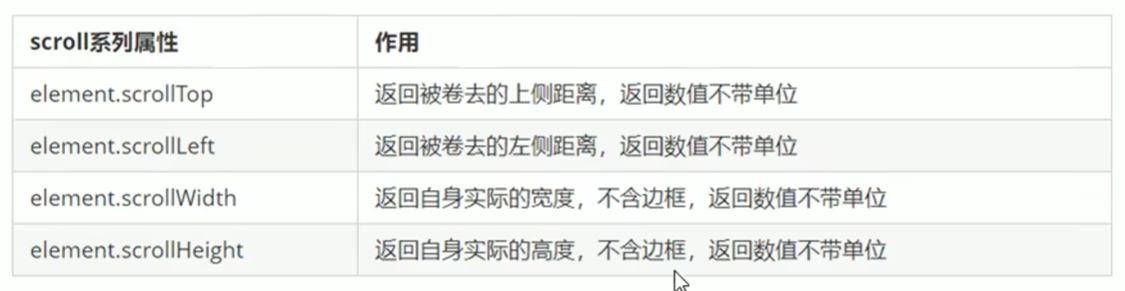 scroll系列属性 作用
element.scrollTop 返回被卷去的上侧距离，返回数值不带单位
element.scrollLeft 返回被卷去的左侧距离，返回数值不带单位
element.scrollWidth 返回自身实际的宽度，不含边框，返回数值不带单位
element.scrollHeight 返回自身实际的高度，不含边框，返回数值不带单位